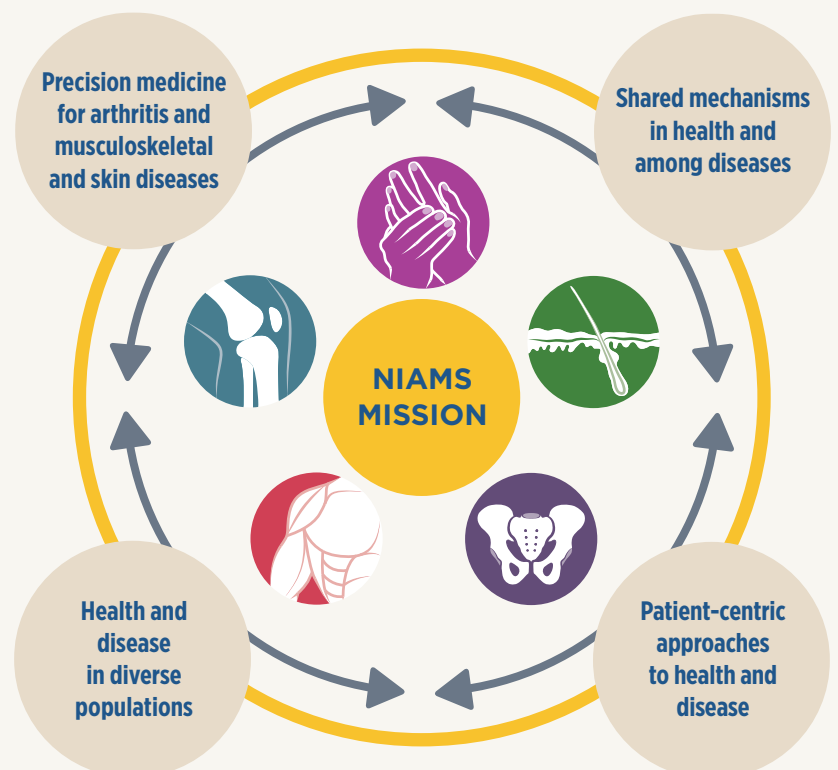 Precision medicine
for arthritis and
musculoskeletal
and skin diseases
Shared mechanisms
in health and
among diseases
NIAMS
MISSION
Health and
disease
in diverse
populations
Patient-centric
approaches
to health and
disease